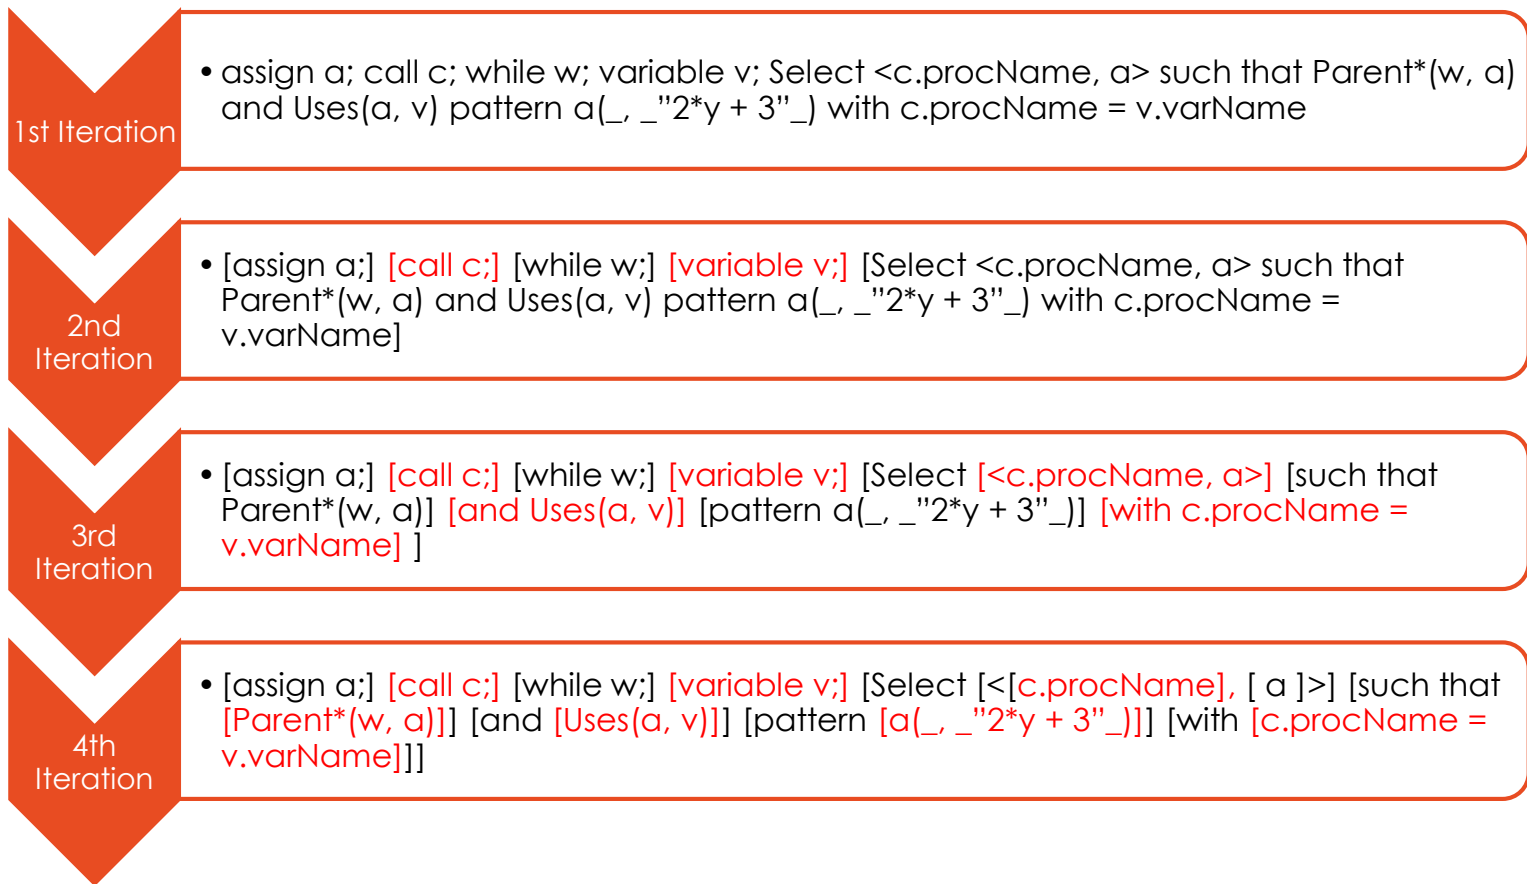 1st Iteration
• assign a; call c; while w; variable v; Select <c.procName, a> such that Parent*(w, a)
and Uses(a, v) pattern a(_, _”2*y + 3”_) with c.procName = v.varName
2nd
Iteration
• [assign a;] [call c;] [while w;] [variable v;] [Select <c.procName, a> such that
Parent*(w, a) and Uses(a, v) pattern a(_, _”2*y + 3”_) with c.procName =
v.varName]
3rd
Iteration
• [assign a;] [call c;] [while w;] [variable v;] [Select [<c.procName, a>] [such that
Parent*(w, a)] [and Uses(a, v)] [pattern a(_, _”2*y + 3”_)] [with c.procName =
v.varName] ]
4th
Iteration
• [assign a;] [call c;] [while w;] [variable v;] [Select [<[c.procName], [ a ]>] [such that
[Parent*(w, a)]] [and [Uses(a, v)]] [pattern [a(_, _”2*y + 3”_)]] [with [c.procName =
v.varName]]]